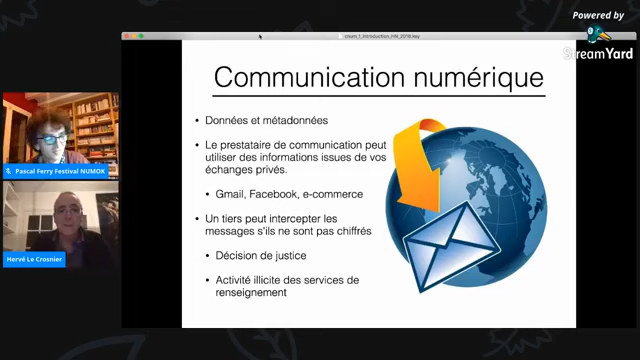 Powered by
StreamYard
Communication numérique
• Données et métadonnées
• Le prestataire de communication peut
utiliser des informations issues de vos
échanges privés.
• Gmail, Facebook, e-commerce
• Un tiers peut intercepter les
messages s'ils ne sont pas chiffrés
• Décision de justice
• Activité illicite des services de
renseignement
Pascal Ferry Festival NUMOK
Hervé Le Crosnier